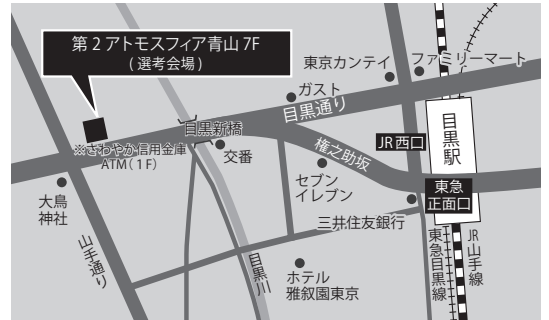 第2アトモスフィア青山7F
(選考会場)
東京カンテイ
ファミリーマート
ガスト
目黒通り
目黒新橋
※さわやか信用金庫
ATM(1F)
交番
権之助坂
JR西口
目黒駅
セブン
イレブン
東急
正面口
大鳥
神社
三井住友銀行
山手通り
目黒川
ホテル
雅叙園東京
東急目黒線
JR山手線